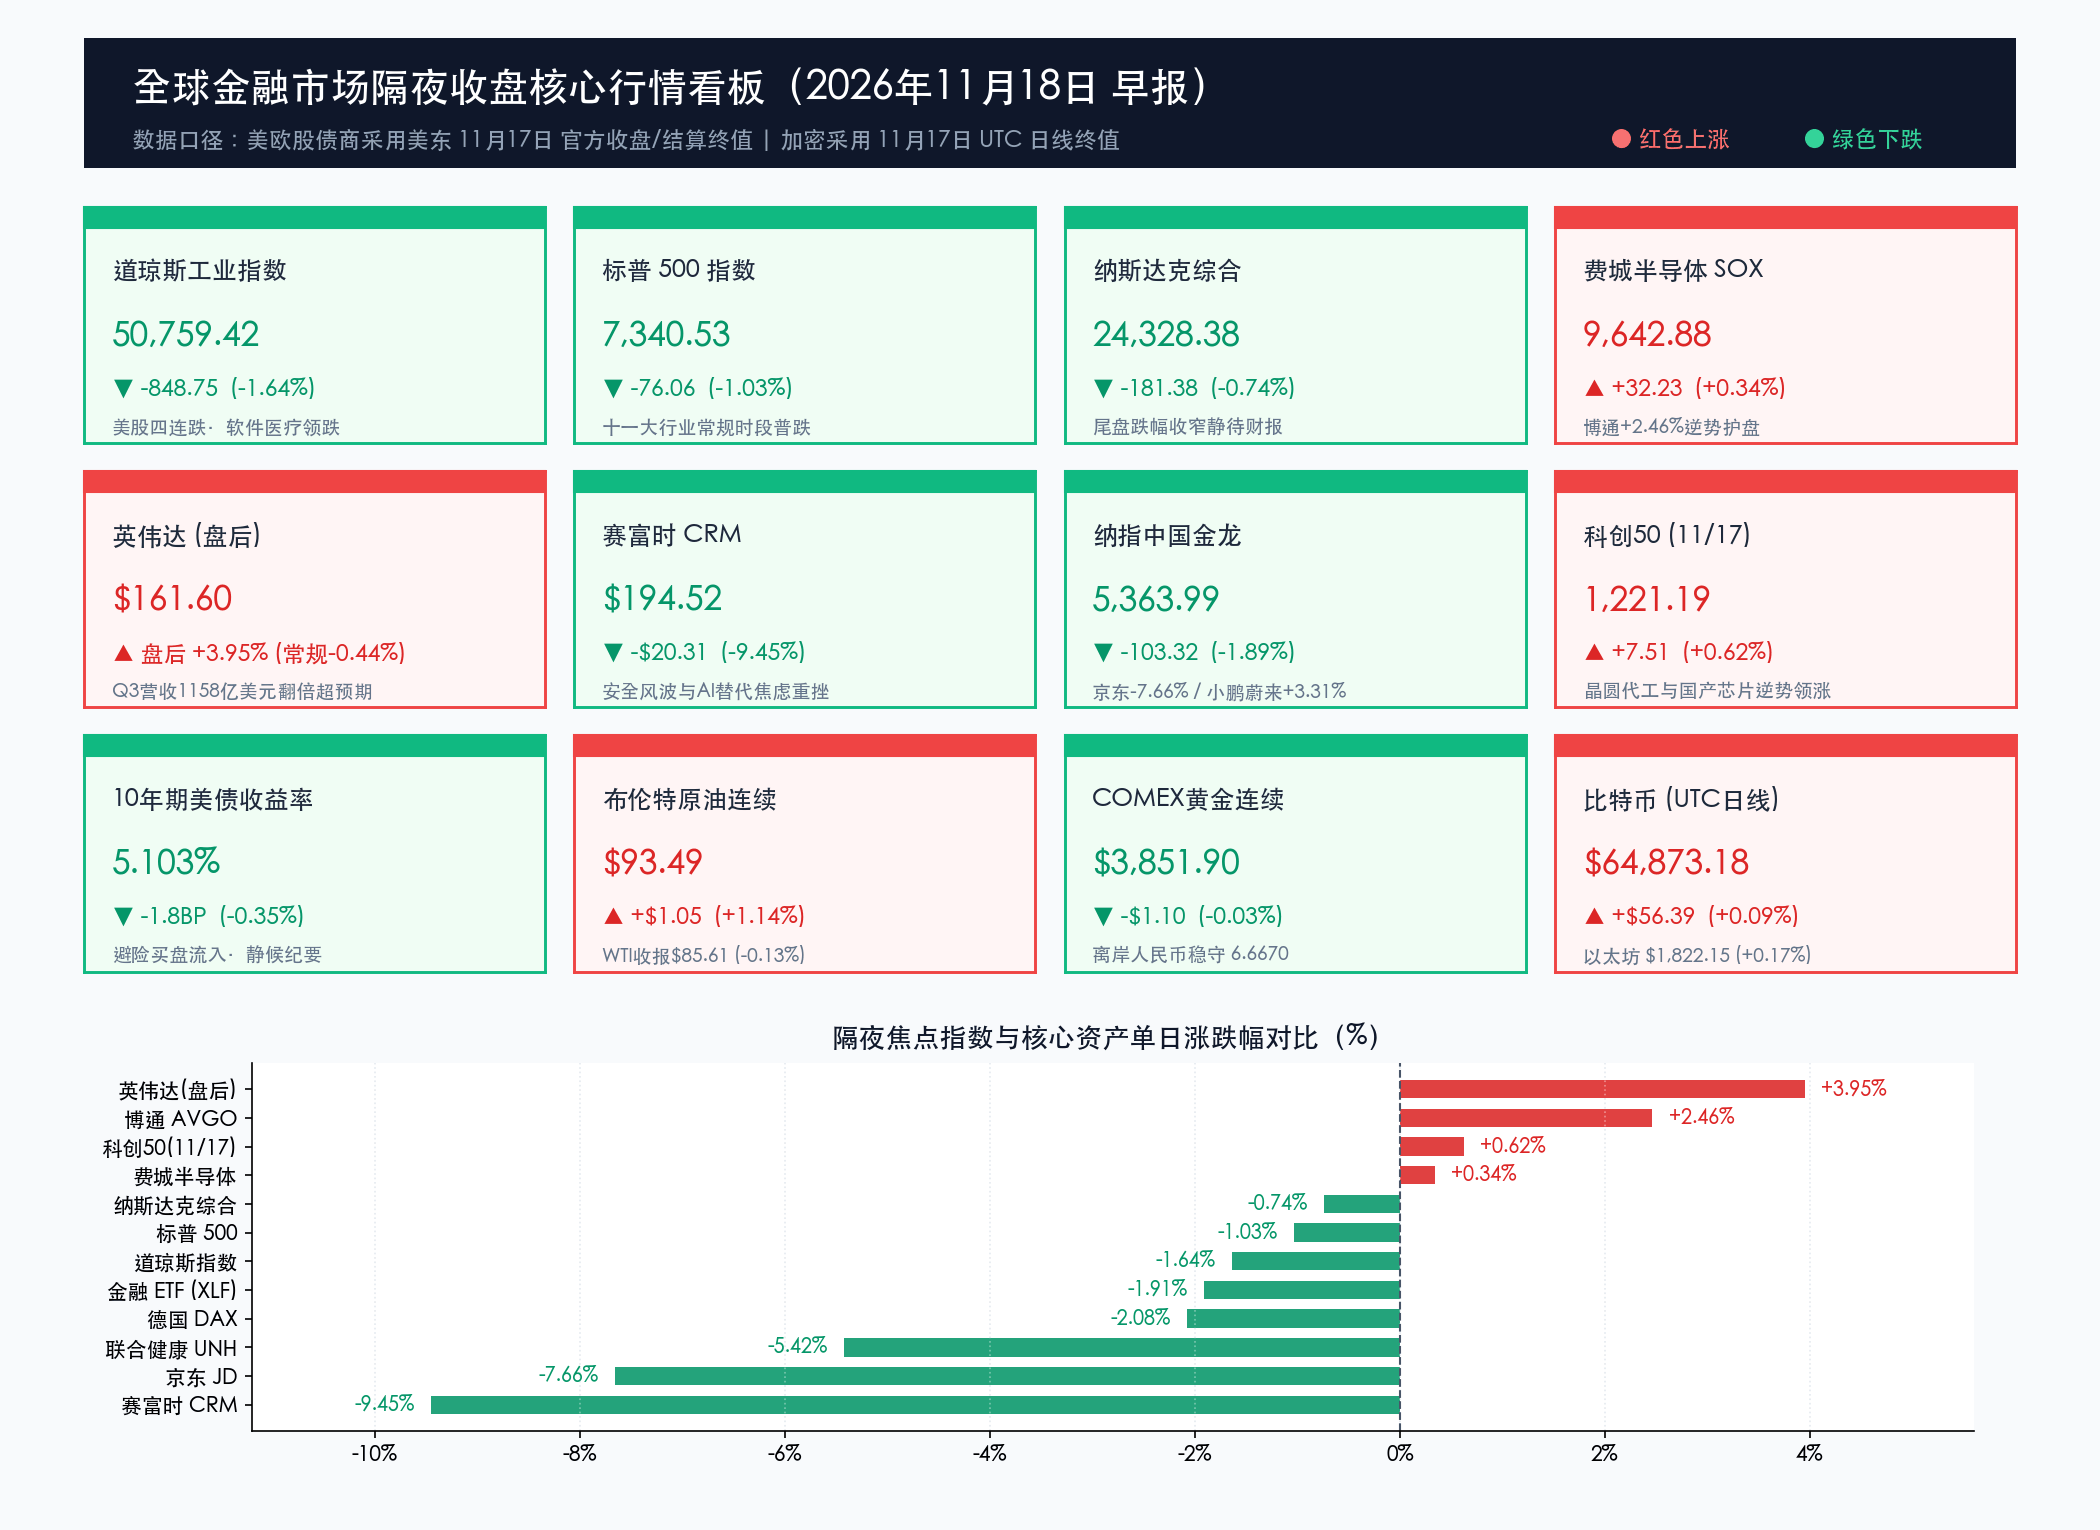 全球金融市场隔夜收盘核心行情看板（2026年11月18日 早报）
数据口径：美欧股债商采用美东 11月17日 官方收盘/结算终值 | 加密采用 11月17日 UTC 日线终值
● 红色上涨
● 绿色下跌
道琼斯工业指数
50,759.42
▼ -848.75 (-1.64%)
美股四连跌· 软件医疗领跌
标普 500 指数
7,340.53
▼ -76.06 (-1.03%)
十一大行业常规时段普跌
纳斯达克综合
24,328.38
▼ -181.38 (-0.74%)
尾盘跌幅收窄静待财报
费城半导体 SOX
9,642.88
▲ +32.23 (+0.34%)
博通+2.46%逆势护盘
英伟达 (盘后)
$161.60
▲ 盘后 +3.95% (常规-0.44%)
Q3营收1158亿美元翻倍超预期
赛富时 CRM
$194.52
▼ -$20.31 (-9.45%)
安全风波与AI替代焦虑重挫
纳指中国金龙
5,363.99
▼ -103.32 (-1.89%)
京东-7.66% / 小鹏蔚来+3.31%
科创50 (11/17)
1,221.19
▲ +7.51 (+0.62%)
晶圆代工与国产芯片逆势领涨
10年期美债收益率
5.103%
▼ -1.8BP (-0.35%)
避险买盘流入· 静候纪要
布伦特原油连续
$93.49
▲ +$1.05 (+1.14%)
WTI收报$85.61 (-0.13%)
COMEX黄金连续
$3,851.90
▼ -$1.10 (-0.03%)
离岸人民币稳守 6.6670
比特币 (UTC日线)
$64,873.18
▲ +$56.39 (+0.09%)
以太坊 $1,822.15 (+0.17%)
隔夜焦点指数与核心资产单日涨跌幅对比（%）
英伟达(盘后) +3.95%
博通 AVGO +2.46%
科创50(11/17) +0.62%
费城半导体 +0.34%
纳斯达克综合 -0.74%
标普 500 -1.03%
道琼斯指数 -1.64%
金融 ETF (XLF) -1.91%
德国 DAX -2.08%
联合健康 UNH -5.42%
京东 JD -7.66%
赛富时 CRM -9.45%
-10% -8% -6% -4% -2% 0% 2% 4%